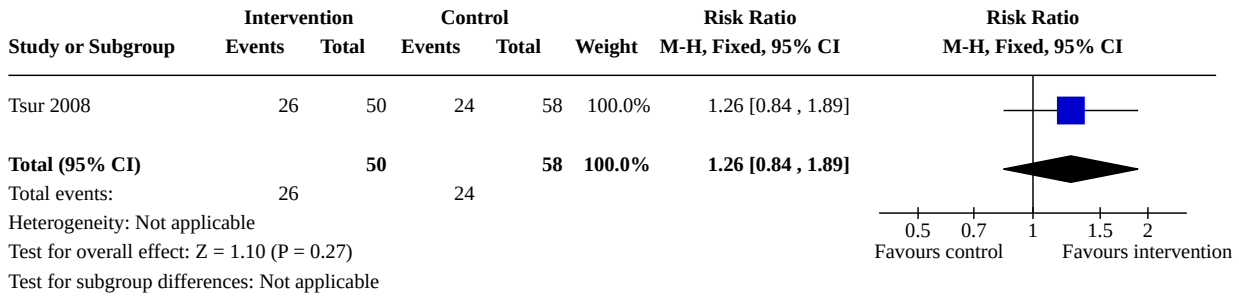 Intervention Control Risk Ratio Risk Ratio
Study or Subgroup Events Total Events Total Weight M-H, Fixed, 95% CI M-H, Fixed, 95% CI
Tsur 2008 26 50 24 58 100.0% 1.26 [0.84 , 1.89]
Total (95% CI) 50 58 100.0% 1.26 [0.84 , 1.89]
Total events: 26 24
Heterogeneity: Not applicable
Test for overall effect: Z = 1.10 (P = 0.27)
Test for subgroup differences: Not applicable
0.5 0.7 1 1.5 2
Favours control Favours intervention